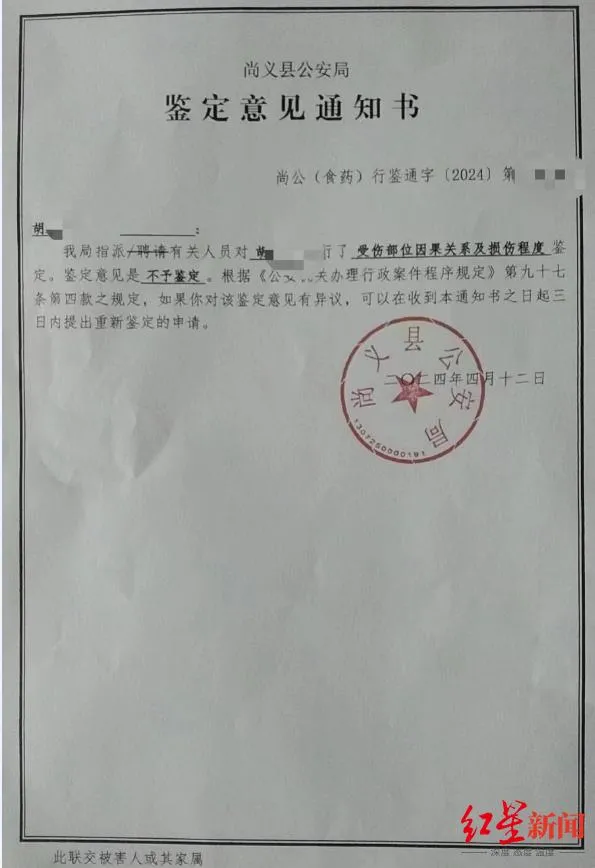 尚义县公安局
鉴定意见通知书
尚公（食药）行鉴通字〔2024〕第
胡 ：
我局指派/聘请有关人员对 胡 行了 受伤部位因果关系及损伤程度 鉴
定。鉴定意见是 不予鉴定 。根据《公安机关办理行政案件程序规定》第九十七
条第四款之规定，如果你对该鉴定意见有异议，可以在收到本通知书之日起三
日内提出重新鉴定的申请。
尚义县公安局
二〇二四年四月十二日
1307250000191
红星新闻
深度 态度 温度
此联交被害人或其家属